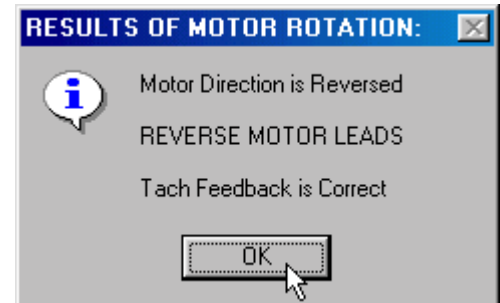 RESULTS OF MOTOR ROTATION:
Motor Direction is Reversed
REVERSE MOTOR LEADS
Tach Feedback is Correct
OK